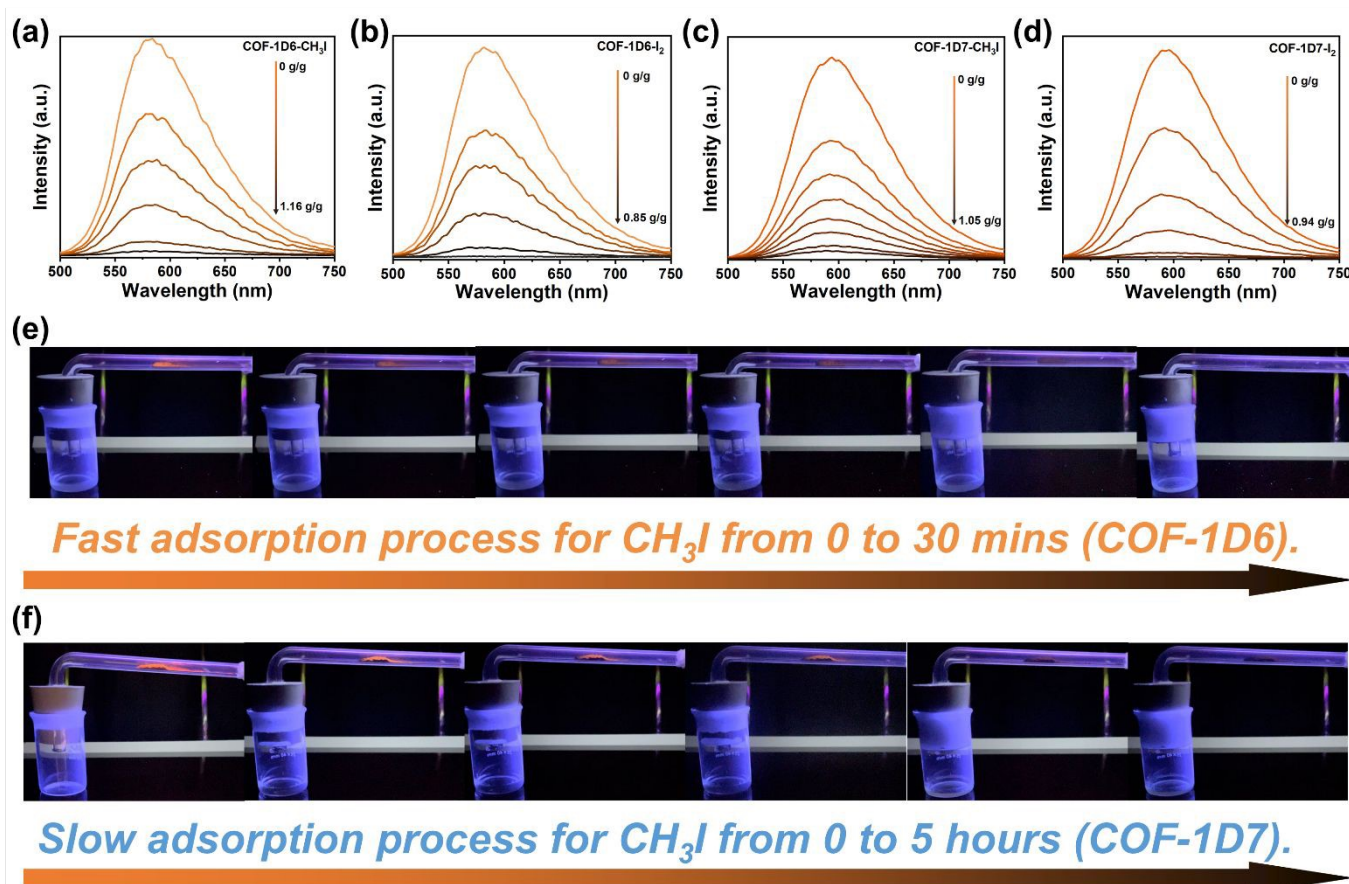 (a)
COF-1D6-CH₃I
0 g/g
1.16 g/g
Intensity (a.u.)
500 550 600 650 700 750
Wavelength (nm)
(b)
COF-1D6-I₂
0 g/g
0.85 g/g
Intensity (a.u.)
500 550 600 650 700 750
Wavelength (nm)
(c)
COF-1D7-CH₃I
0 g/g
1.05 g/g
Intensity (a.u.)
500 550 600 650 700 750
Wavelength (nm)
(d)
COF-1D7-I₂
0 g/g
0.94 g/g
Intensity (a.u.)
500 550 600 650 700 750
Wavelength (nm)
(e)
Fast adsorption process for CH₃I from 0 to 30 mins (COF-1D6).
(f)
Slow adsorption process for CH₃I from 0 to 5 hours (COF-1D7).